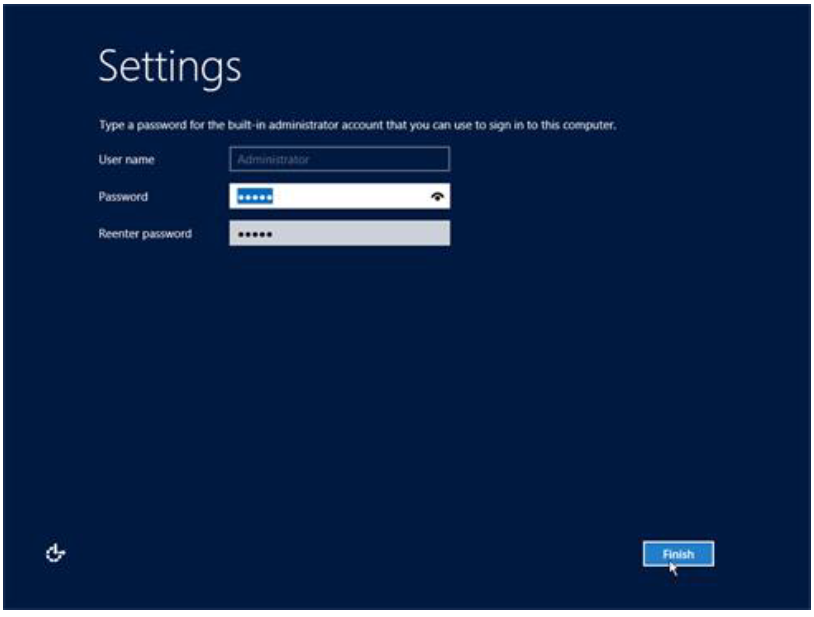 Settings
Type a password for the built-in administrator account that you can use to sign in to this computer.
User name Administrator
Password •••••
Reenter password •••••
Finish